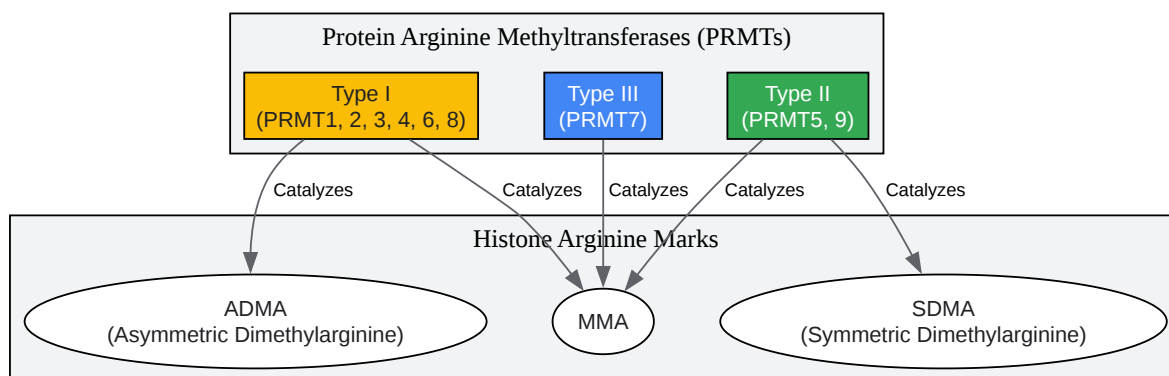 Protein Arginine Methyltransferases (PRMTs)
Type I
(PRMT1, 2, 3, 4, 6, 8)
Type III
(PRMT7)
Type II
(PRMT5, 9)
Catalyzes
Catalyzes
Catalyzes
Catalyzes
Catalyzes
Histone Arginine Marks
ADMA
(Asymmetric Dimethylarginine)
MMA
SDMA
(Symmetric Dimethylarginine)